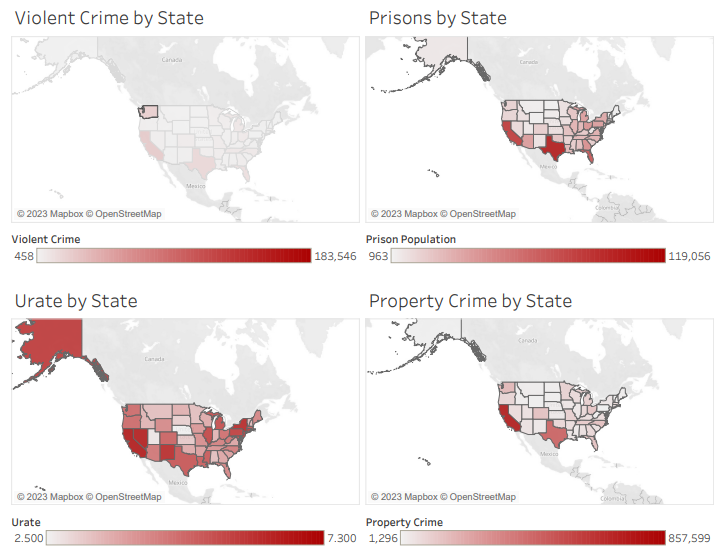 Violent Crime by State
Canada
Mexico
© 2023 Mapbox © OpenStreetMap
Violent Crime
458
183,546
Prisons by State
Canada
Mexico
Colombia
© 2023 Mapbox © OpenStreetMap
Prison Population
963
119,056
Urate by State
Canada
Mexico
© 2023 Mapbox © OpenStreetMap
Urate
2.500
7.300
Property Crime by State
Canada
Mexico
Colombia
© 2023 Mapbox © OpenStreetMap
Property Crime
1,296
857,599